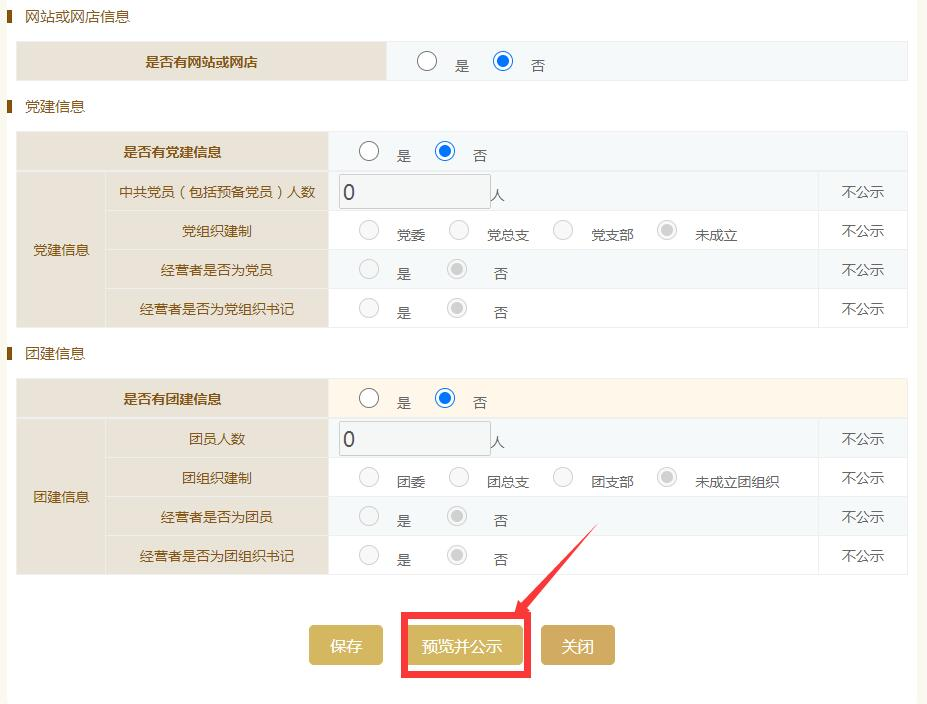 网站或网店信息
是否有网站或网店 是 否
党建信息
是否有党建信息 是 否
党建信息
中共党员（包括预备党员）人数 0 人 不公示
党组织建制 党委 党总支 党支部 未成立 不公示
经营者是否为党员 是 否 不公示
经营者是否为党组织书记 是 否 不公示
团建信息
是否有团建信息 是 否
团建信息
团员人数 0 人 不公示
团组织建制 团委 团总支 团支部 未成立团组织 不公示
经营者是否为团员 是 否 不公示
经营者是否为团组织书记 是 否 不公示
保存 预览并公示 关闭